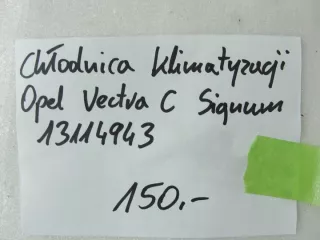 Chłodnica Klimatyzacji
Opel Vectra C Signum
13114943
150.-